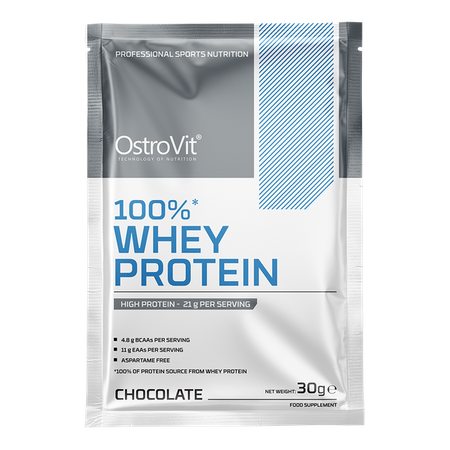 PROFESSIONAL SPORTS NUTRITION
OstroVit®
TECHNOLOGY OF NUTRITION
100%*
WHEY
PROTEIN
HIGH PROTEIN - 21 g PER SERVING
4.8 g BCAAs PER SERVING
11 g EAAs PER SERVING
ASPARTAME FREE
*100% OF PROTEIN SOURCE FROM WHEY PROTEIN
CHOCOLATE
NET WEIGHT: 30g℮
FOOD SUPPLEMENT